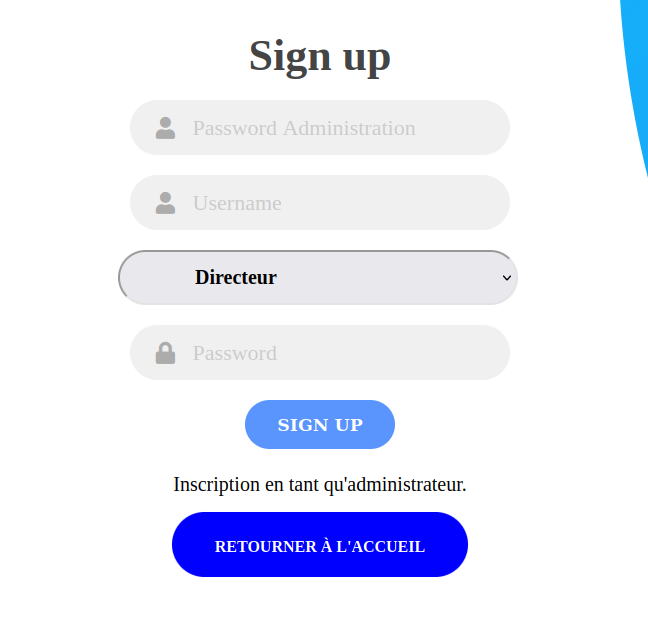 Sign up
Password Administration
Username
Directeur
Password
SIGN UP
Inscription en tant qu'administrateur.
RETOURNER À L'ACCUEIL